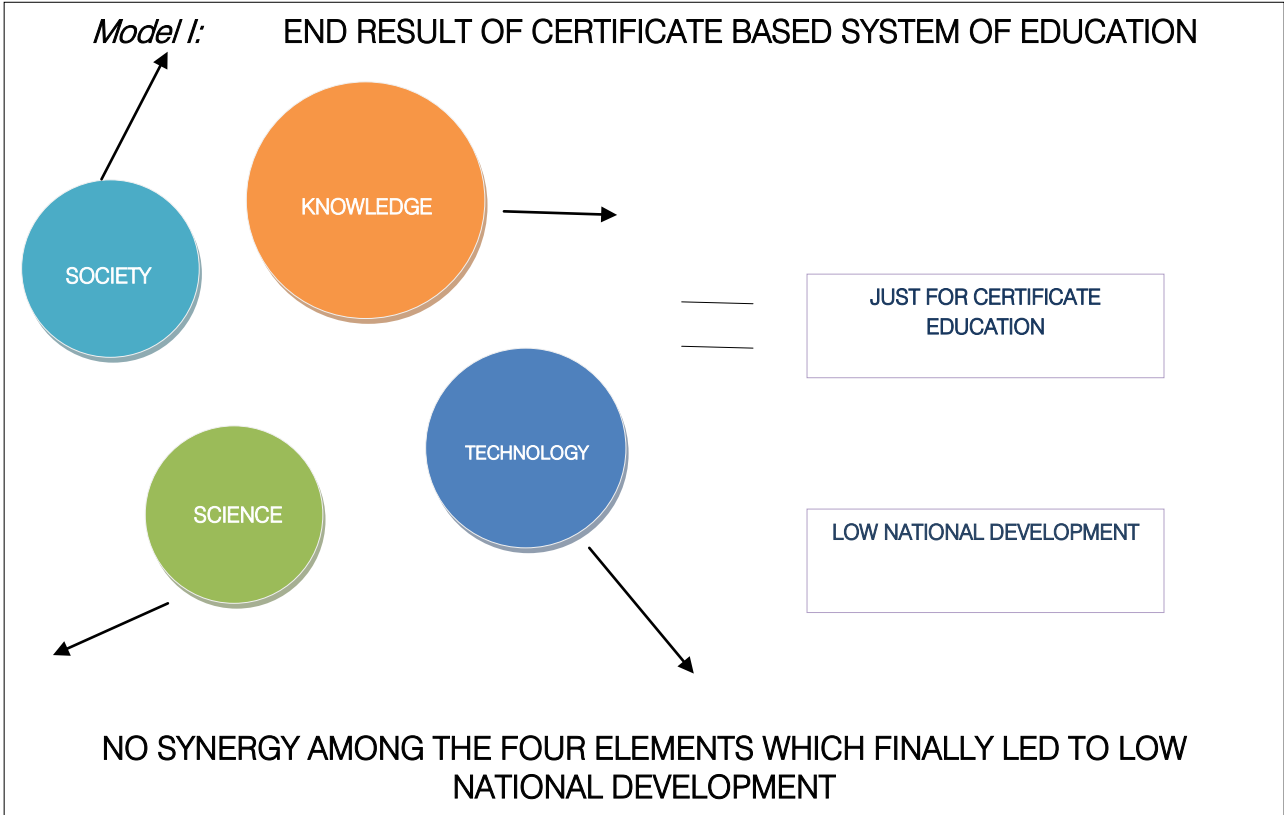 Model I: END RESULT OF CERTIFICATE BASED SYSTEM OF EDUCATION
KNOWLEDGE
SOCIETY
JUST FOR CERTIFICATE
EDUCATION
TECHNOLOGY
SCIENCE
LOW NATIONAL DEVELOPMENT
NO SYNERGY AMONG THE FOUR ELEMENTS WHICH FINALLY LED TO LOW
NATIONAL DEVELOPMENT